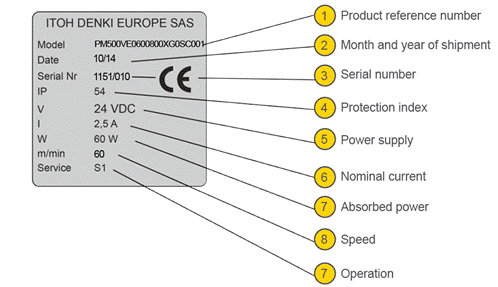 ITOH DENKI EUROPE SAS
Model PM500VE0600800XG0SC001
Date 10/14
Serial Nr 1151/010
CE
IP 54
V 24 VDC
I 2,5 A
W 60 W
m/min 60
Service S1
1 Product reference number
2 Month and year of shipment
3 Serial number
4 Protection index
5 Power supply
6 Nominal current
7 Absorbed power
8 Speed
7 Operation